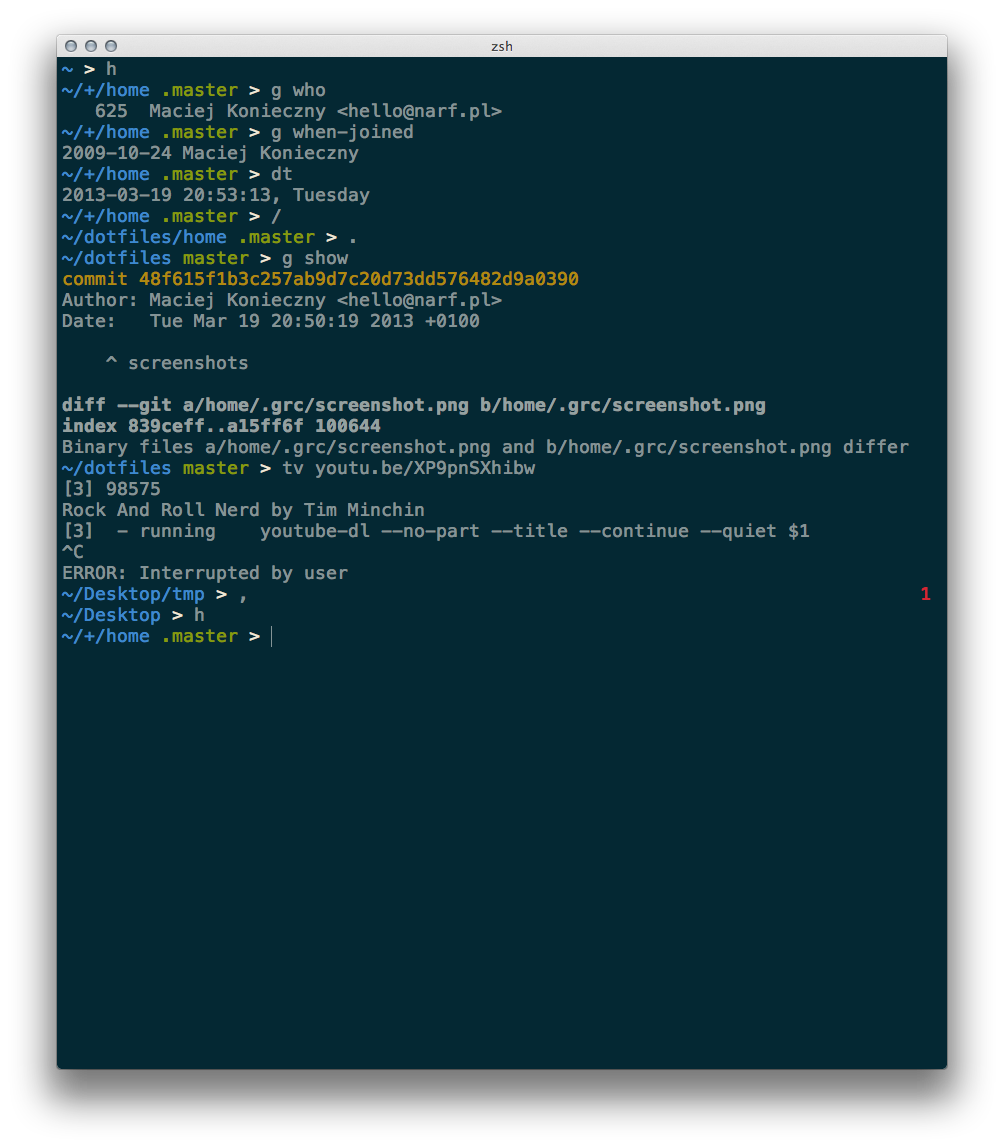 zsh
~ > h
~/+/home .master > g who
   625  Maciej Konieczny <hello@narf.pl>
~/+/home .master > g when-joined
2009-10-24 Maciej Konieczny
~/+/home .master > dt
2013-03-19 20:53:13, Tuesday
~/+/home .master > /
~/dotfiles/home .master > .
~/dotfiles master > g show
commit 48f615f1b3c257ab9d7c20d73dd576482d9a0390
Author: Maciej Konieczny <hello@narf.pl>
Date:   Tue Mar 19 20:50:19 2013 +0100
    ^ screenshots
diff --git a/home/.grc/screenshot.png b/home/.grc/screenshot.png
index 839ceff..a15ff6f 100644
Binary files a/home/.grc/screenshot.png and b/home/.grc/screenshot.png differ
~/dotfiles master > tv youtu.be/XP9pnSXhibw
[3] 98575
Rock And Roll Nerd by Tim Minchin
[3]  - running    youtube-dl --no-part --title --continue --quiet $1
^C
ERROR: Interrupted by user
~/Desktop/tmp > , 1
~/Desktop > h
~/+/home .master >